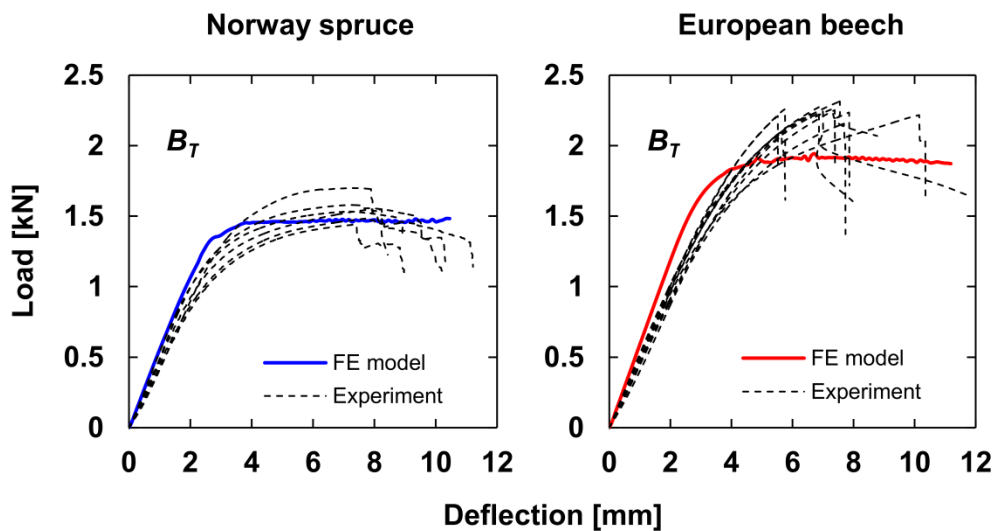 Norway spruce
European beech
Load [kN]
2.5
2
1.5
1
0.5
0
B_T
FE model
Experiment
0 2 4 6 8 10 12
2.5
2
1.5
1
0.5
0
B_T
FE model
Experiment
0 2 4 6 8 10 12
Deflection [mm]